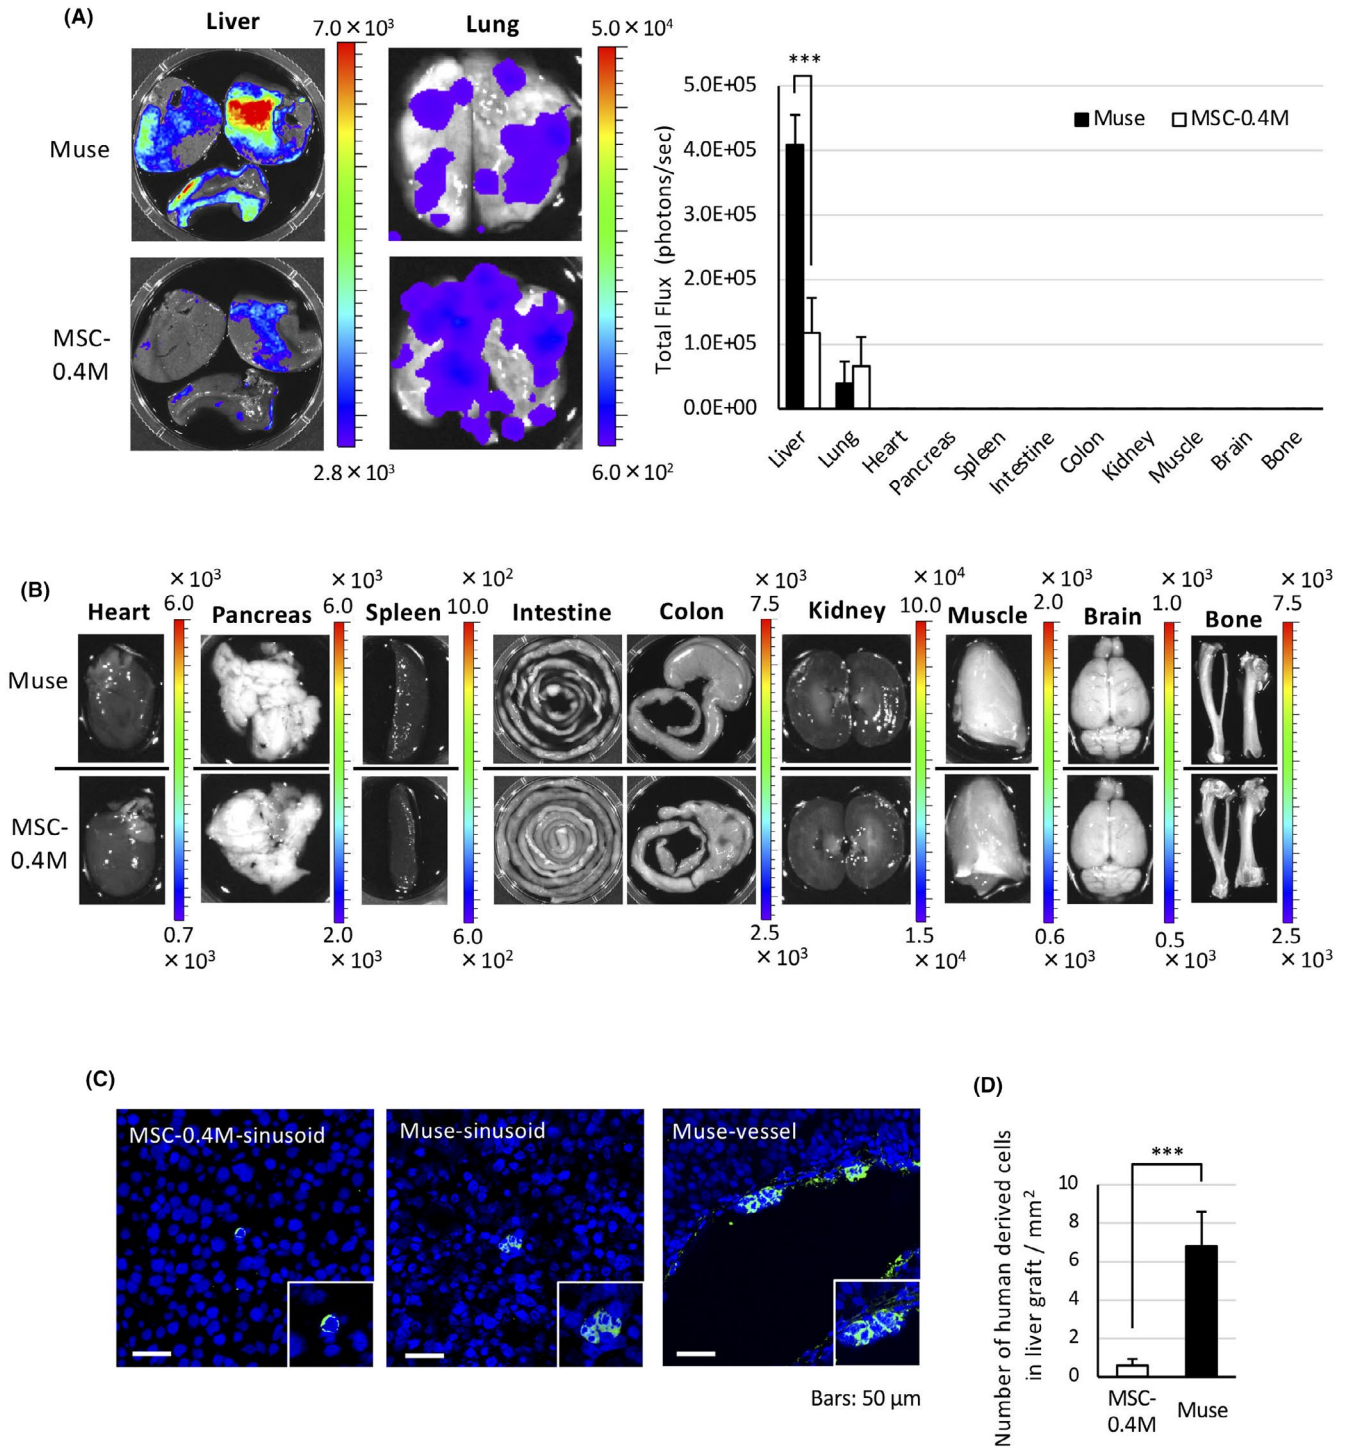 (A)
Liver
7.0×10³
Lung
5.0×10⁴
Muse
MSC-
0.4M
2.8×10³
6.0×10²
Total Flux (photons/sec)
***
5.0E+05
4.0E+05
3.0E+05
2.0E+05
1.0E+05
0.0E+00
Muse
MSC-0.4M
Liver
Lung
Heart
Pancreas
Spleen
Intestine
Colon
Kidney
Muscle
Brain
Bone
(B)
×10³ ×10³ ×10² ×10³ ×10⁴ ×10³ ×10³ ×10³
6.0 6.0 10.0 7.5 10.0 2.0 1.0 7.5
Heart Pancreas Spleen Intestine Colon Kidney Muscle Brain Bone
Muse
MSC-
0.4M
0.7 2.0 6.0 2.5 1.5 0.6 0.5 2.5
×10³ ×10³ ×10² ×10³ ×10⁴ ×10³ ×10³ ×10³
(C)
MSC-0.4M-sinusoid
Muse-sinusoid
Muse-vessel
Bars: 50 μm
(D)
Number of human derived cells
in liver graft / mm²
***
10
8
6
4
2
0
MSC-
0.4M
Muse